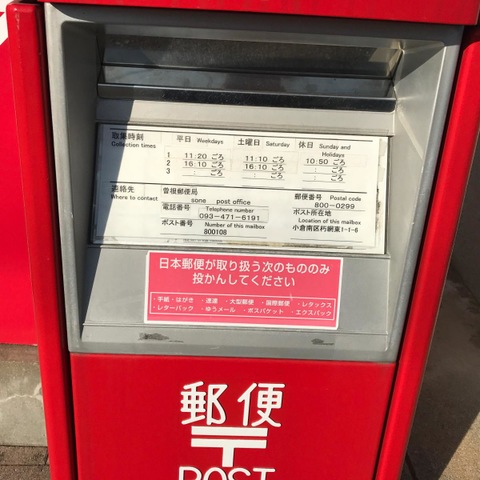 取集時刻 平日 Weekdays 土曜日 Saturday 休日 Sunday and
Collection times Holidays
1 11:20 ごろ 11:10 ごろ 10:50 ごろ
2 16:10 ごろ 16:10 ごろ : ごろ
3 : ごろ : ごろ : ごろ
連絡先 曽根郵便局 郵便番号 Postal code
Where to contact sone post office 800-0299
電話番号 Telephone number ポスト所在地
093-471-6191 Location of this mailbox
ポスト番号 Number of this mailbox 小倉南区朽網東1-1-6
800108
日本郵便が取り扱う次のもののみ
投かんしてください
・手紙・はがき ・速達 ・大型郵便 ・国際郵便 ・レタックス
・レターパック ・ゆうメール ・ポスパケット ・エクスパック
郵便
〒
POST